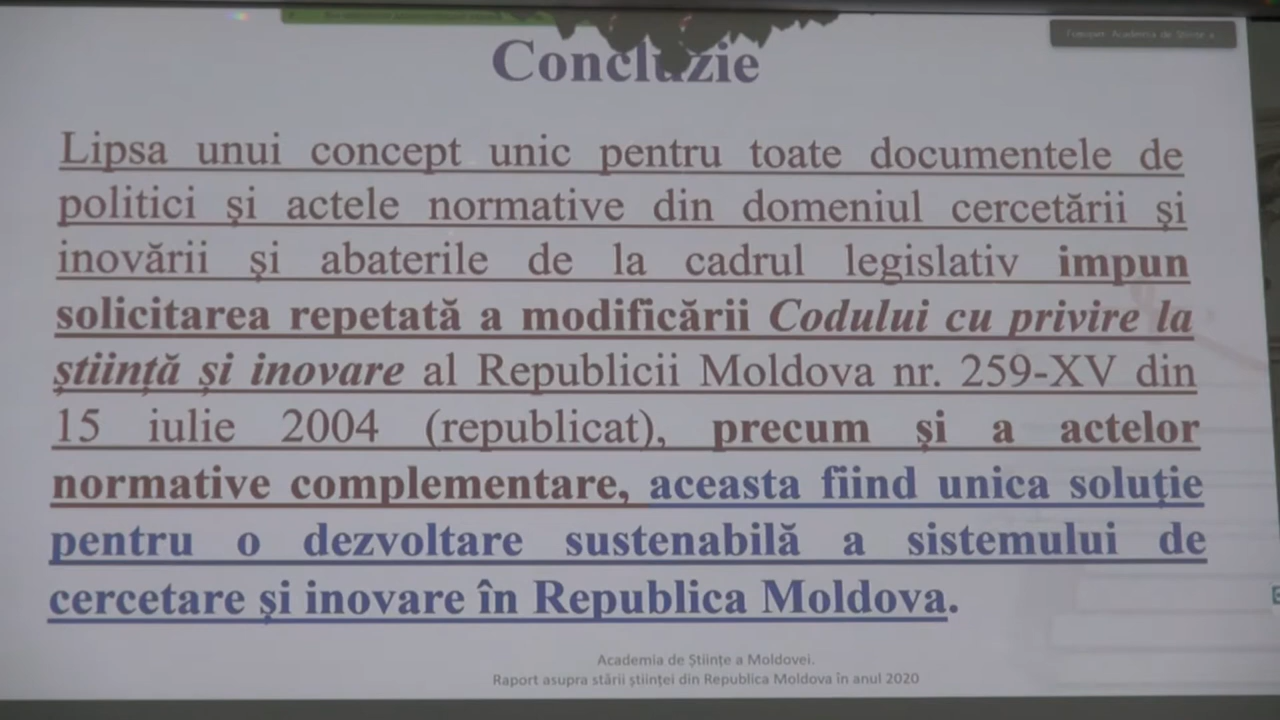 Concluzie
Lipsa unui concept unic pentru toate documentele de
politici și actele normative din domeniul cercetării și
inovării și abaterile de la cadrul legislativ impun
solicitarea repetată a modificării Codului cu privire la
știință și inovare al Republicii Moldova nr. 259-XV din
15 iulie 2004 (republicat), precum și a actelor
normative complementare, aceasta fiind unica soluție
pentru o dezvoltare sustenabilă a sistemului de
cercetare și inovare în Republica Moldova.
Academia de Științe a Moldovei.
Raport asupra stării științei din Republica Moldova în anul 2020